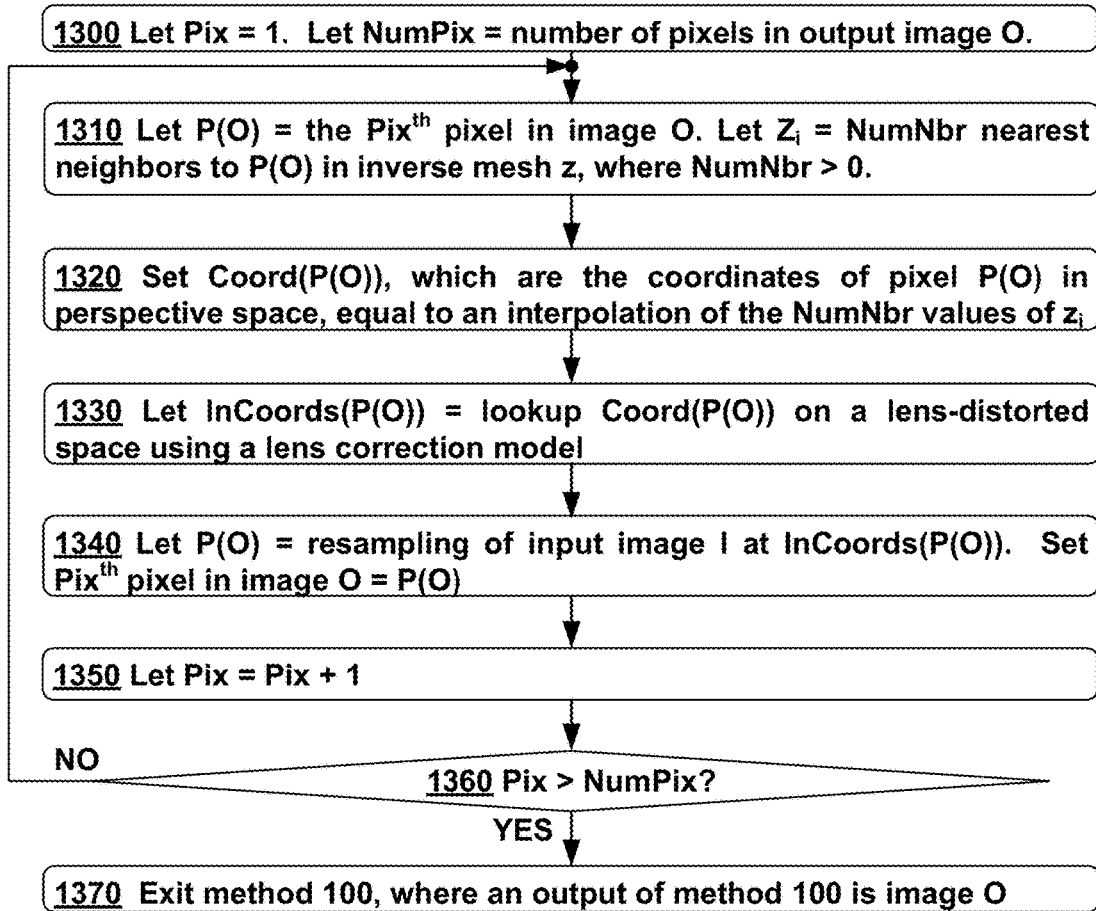 1300 Let Pix = 1. Let NumPix = number of pixels in output image O.
1310 Let P(O) = the Pixth pixel in image O. Let Zi = NumNbr nearest
neighbors to P(O) in inverse mesh z, where NumNbr > 0.
1320 Set Coord(P(O)), which are the coordinates of pixel P(O) in
perspective space, equal to an interpolation of the NumNbr values of zi
1330 Let InCoords(P(O)) = lookup Coord(P(O)) on a lens-distorted
space using a lens correction model
1340 Let P(O) = resampling of input image I at InCoords(P(O)). Set
Pixth pixel in image O = P(O)
1350 Let Pix = Pix + 1
NO
1360 Pix > NumPix?
YES
1370 Exit method 100, where an output of method 100 is image O